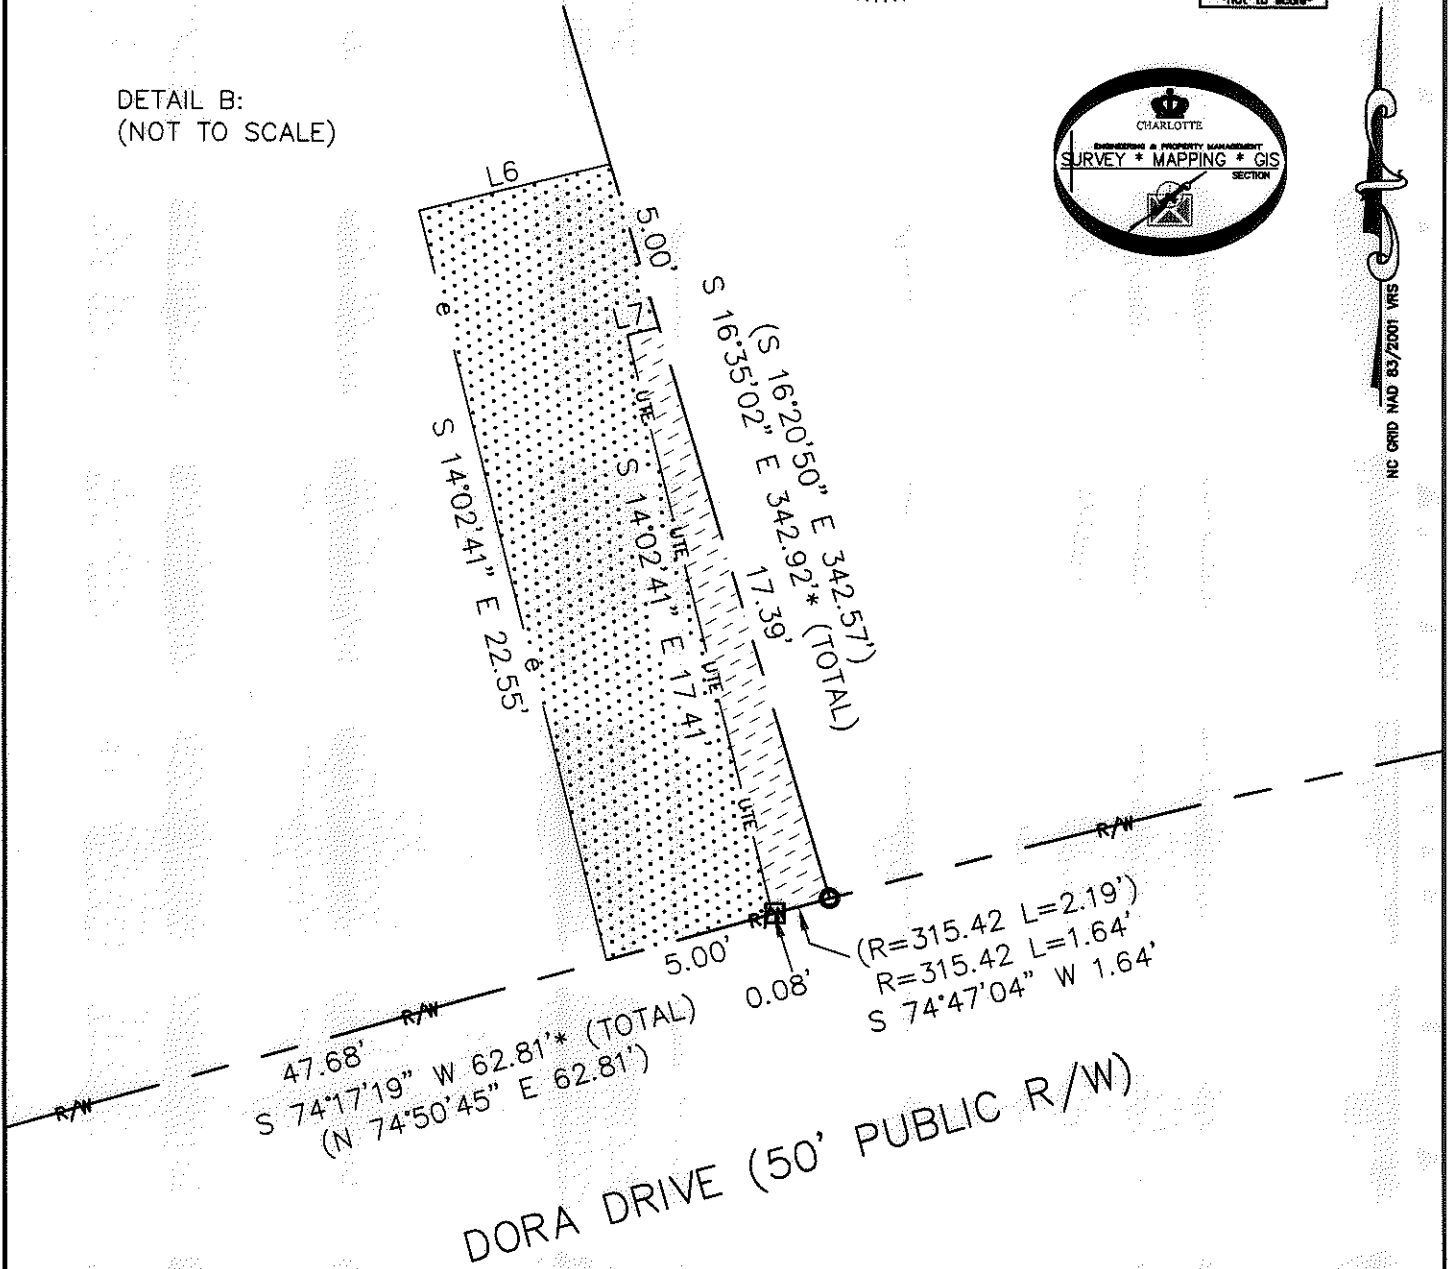 DETAIL B:
(NOT TO SCALE)
CHARLOTTE
ENGINEERING & PROPERTY MANAGEMENT
SURVEY * MAPPING * GIS
SECTION
NC GRID NAD 83/2001 VRS
L6
5.00'
L7
e
e
UTE
UTE
UTE
UTE
S 14°02'41" E 22.55'
S 14°02'41" E 17.41'
(S 16°20'50" E 342.57')
S 16°35'02" E 342.92'* (TOTAL)
17.39'
R/W
R/W
R/W
R/W
5.00'
0.08'
(R=315.42 L=2.19')
R=315.42 L=1.64'
S 74°47'04" W 1.64'
47.68'
S 74°17'19" W 62.81'* (TOTAL)
(N 74°50'45" E 62.81')
DORA DRIVE (50' PUBLIC R/W)